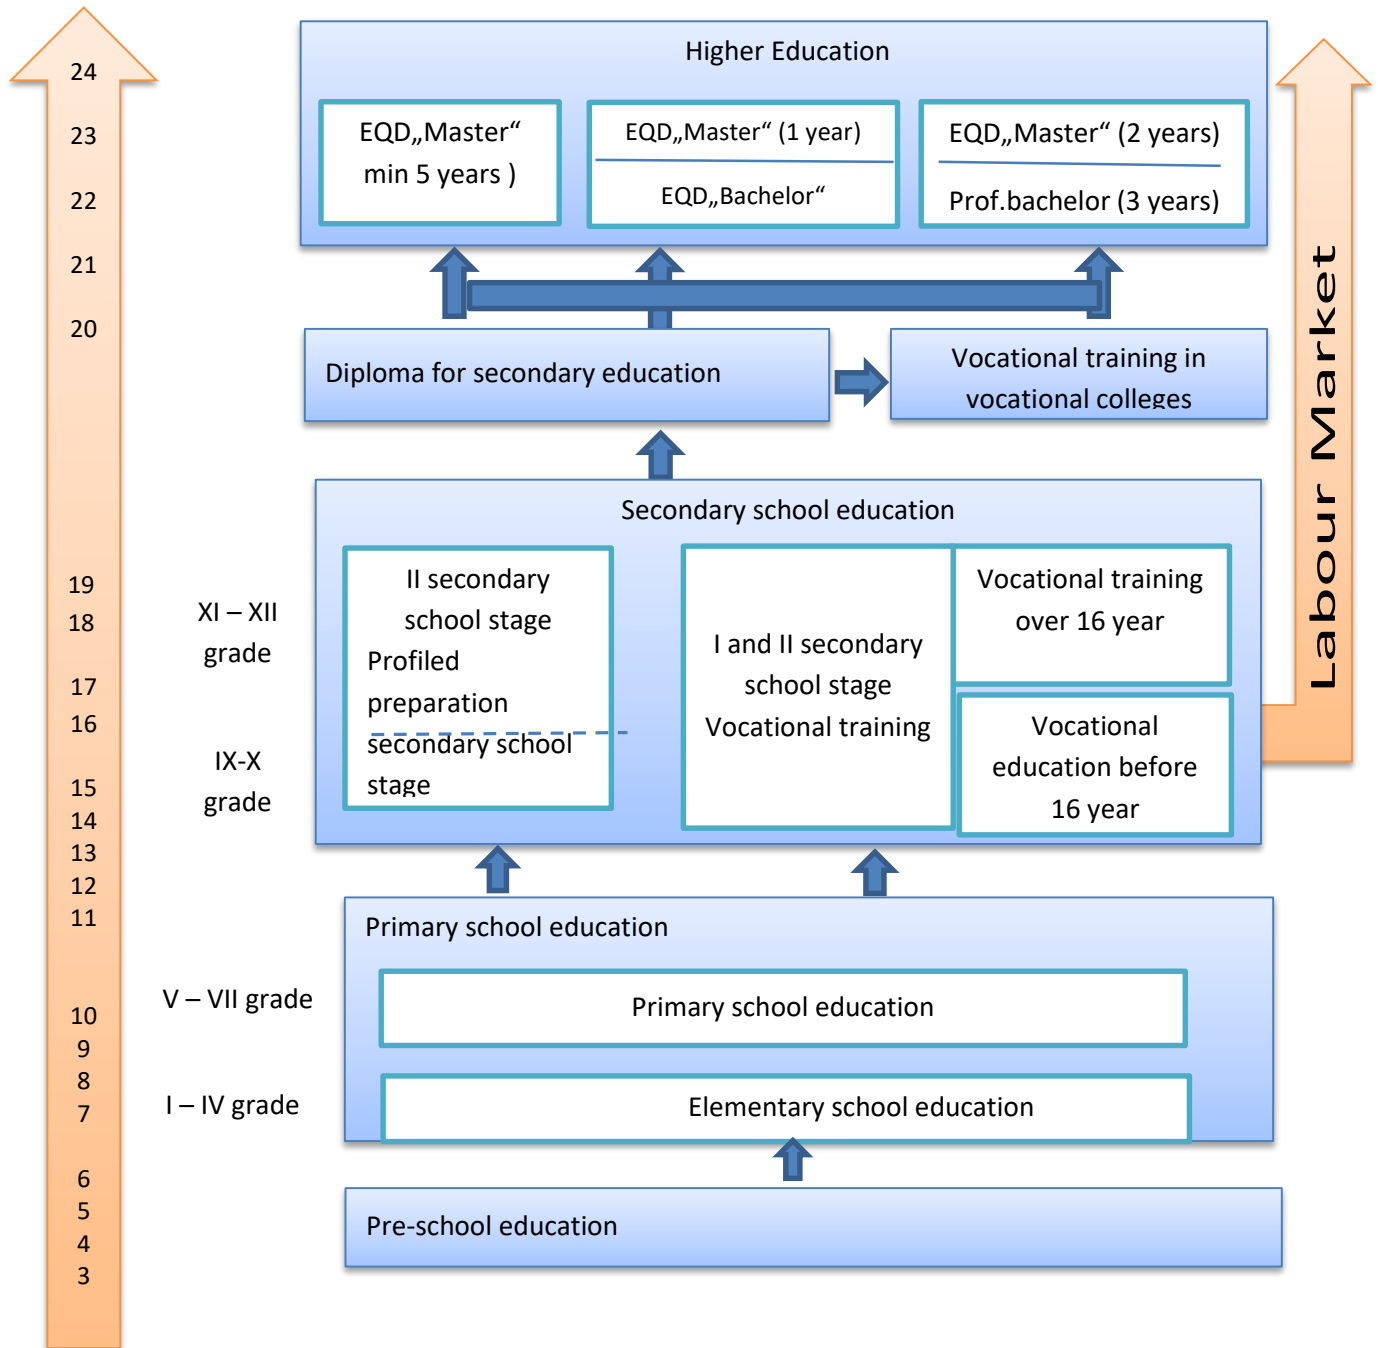 24
23
22
21
20
19
18
17
16
15
14
13
12
11
10
9
8
7
6
5
4
3
Higher Education
EQD„Master“
min 5 years )
EQD„Master“ (1 year)
EQD„Bachelor“
EQD„Master“ (2 years)
Prof.bachelor (3 years)
Diploma for secondary education
Vocational training in
vocational colleges
Secondary school education
XI – XII
grade
IX-X
grade
II secondary
school stage
Profiled
preparation
secondary school
stage
I and II secondary
school stage
Vocational training
Vocational training
over 16 year
Vocational
education before
16 year
Primary school education
V – VII grade
Primary school education
I – IV grade
Elementary school education
Pre-school education
Labour Market